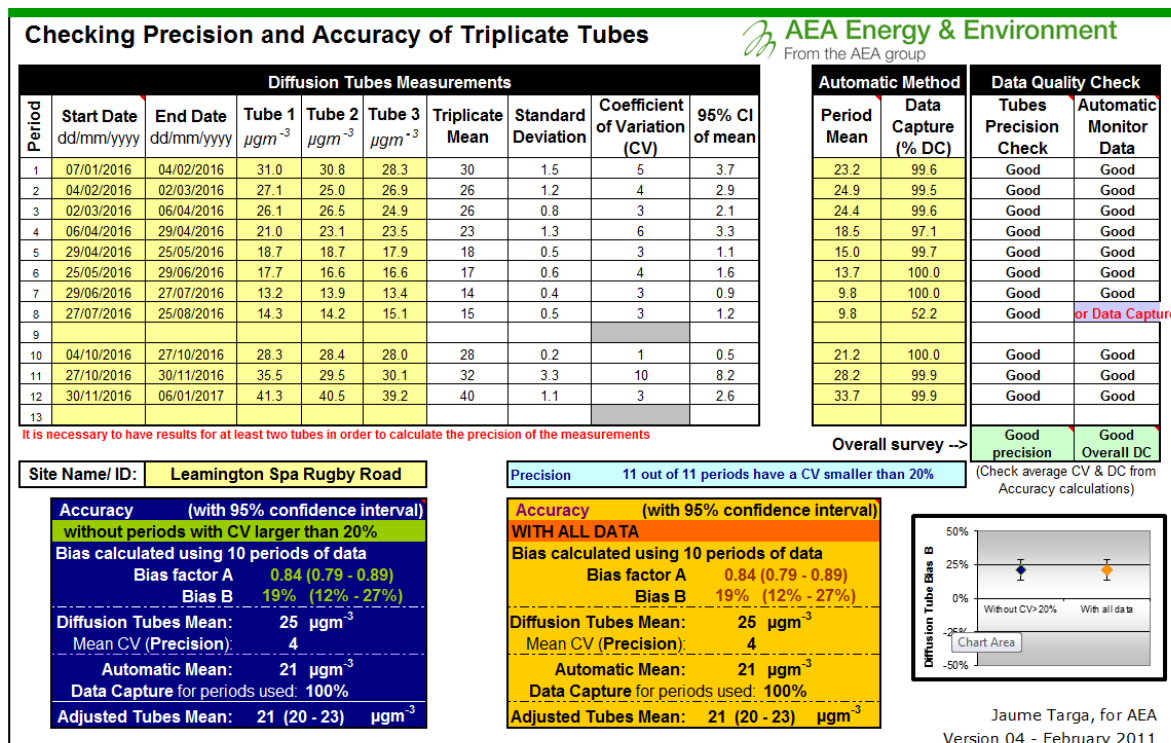 Checking Precision and Accuracy of Triplicate Tubes
AEA Energy & Environment
From the AEA group
Diffusion Tubes Measurements
Automatic Method
Data Quality Check
Period
Start Date dd/mm/yyyy
End Date dd/mm/yyyy
Tube 1 µgm-3
Tube 2 µgm-3
Tube 3 µgm-3
Triplicate Mean
Standard Deviation
Coefficient of Variation (CV)
95% CI of mean
Period Mean
Data Capture (% DC)
Tubes Precision Check
Automatic Monitor Data
1 07/01/2016 04/02/2016 31.0 30.8 28.3 30 1.5 5 3.7 23.2 99.6 Good Good
2 04/02/2016 02/03/2016 27.1 25.0 26.9 26 1.2 4 2.9 24.9 99.5 Good Good
3 02/03/2016 06/04/2016 26.1 26.5 24.9 26 0.8 3 2.1 24.4 99.6 Good Good
4 06/04/2016 29/04/2016 21.0 23.1 23.5 23 1.3 6 3.3 18.5 97.1 Good Good
5 29/04/2016 25/05/2016 18.7 18.7 17.9 18 0.5 3 1.1 15.0 99.7 Good Good
6 25/05/2016 29/06/2016 17.7 16.6 16.6 17 0.6 4 1.6 13.7 100.0 Good Good
7 29/06/2016 27/07/2016 13.2 13.9 13.4 14 0.4 3 0.9 9.8 100.0 Good Good
8 27/07/2016 25/08/2016 14.3 14.2 15.1 15 0.5 3 1.2 9.8 52.2 Good or Data Capture
9
10 04/10/2016 27/10/2016 28.3 28.4 28.0 28 0.2 1 0.5 21.2 100.0 Good Good
11 27/10/2016 30/11/2016 35.5 29.5 30.1 32 3.3 10 8.2 28.2 99.9 Good Good
12 30/11/2016 06/01/2017 41.3 40.5 39.2 40 1.1 3 2.6 33.7 99.9 Good Good
13
It is necessary to have results for at least two tubes in order to calculate the precision of the measurements
Overall survey -->
Good precision
Good Overall DC
Site Name/ ID: Leamington Spa Rugby Road
Precision 11 out of 11 periods have a CV smaller than 20%
(Check average CV & DC from
Accuracy calculations)
Accuracy (with 95% confidence interval)
without periods with CV larger than 20%
Bias calculated using 10 periods of data
Bias factor A 0.84 (0.79 - 0.89)
Bias B 19% (12% - 27%)
Diffusion Tubes Mean: 25 µgm-3
Mean CV (Precision): 4
Automatic Mean: 21 µgm-3
Data Capture for periods used: 100%
Adjusted Tubes Mean: 21 (20 - 23) µgm-3
Accuracy (with 95% confidence interval)
WITH ALL DATA
Bias calculated using 10 periods of data
Bias factor A 0.84 (0.79 - 0.89)
Bias B 19% (12% - 27%)
Diffusion Tubes Mean: 25 µgm-3
Mean CV (Precision): 4
Automatic Mean: 21 µgm-3
Data Capture for periods used: 100%
Adjusted Tubes Mean: 21 (20 - 23) µgm-3
Diffusion Tube Bias B
50%
25%
0%
-25%
-50%
Without CV>20%
With all data
Chart Area
Jaume Targa, for AEA
Version 04 - February 2011